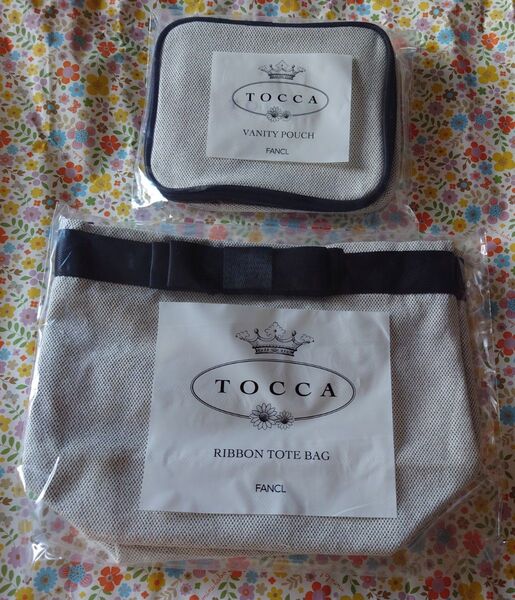 TOCCA
VANITY POUCH
FANCL
TOCCA
RIBBON TOTE BAG
FANCL